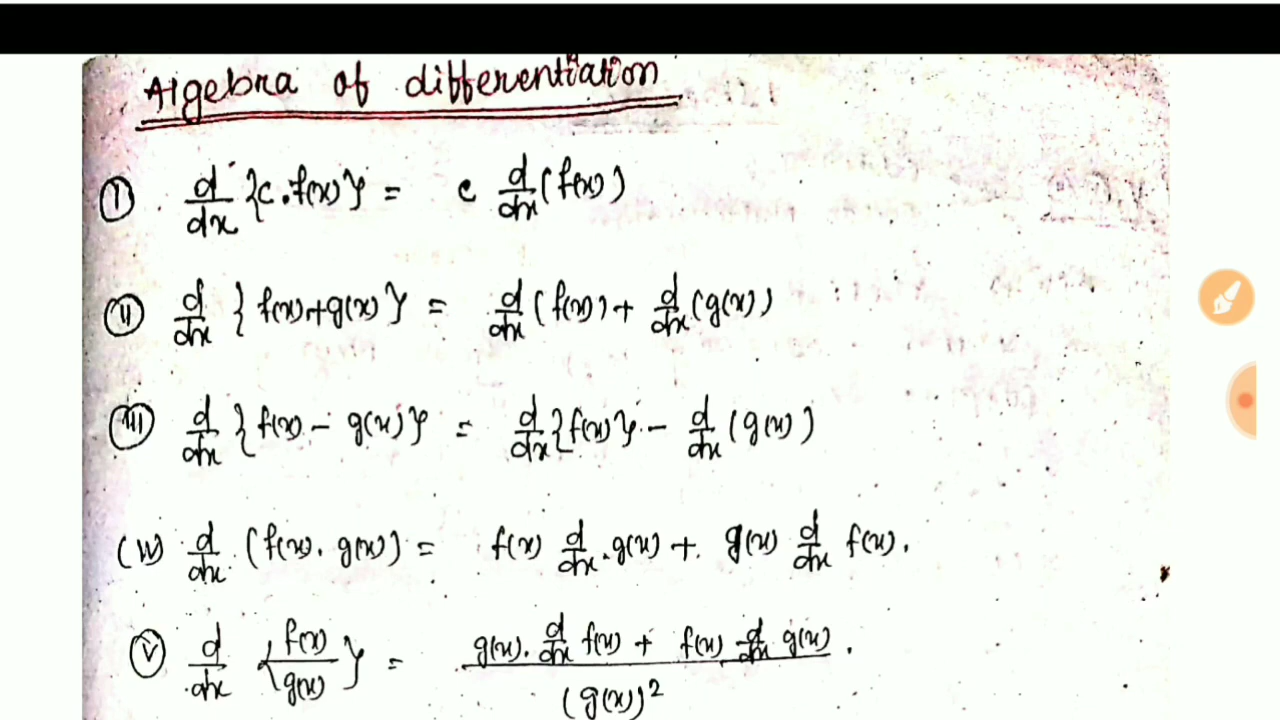 Algebra of differentiation
(I) d/dx {c.f(x)} = c d/dx (f(x))
(II) d/dx {f(x)+g(x)} = d/dx (f(x)) + d/dx (g(x))
(III) d/dx {f(x) - g(x)} = d/dx {f(x)} - d/dx (g(x))
(IV) d/dx (f(x). g(x)) = f(x) d/dx . g(x) + g(x) d/dx f(x).
(V) d/dx {f(x)/g(x)} = g(x). d/dx f(x) + f(x) d/dx g(x) / (g(x))².